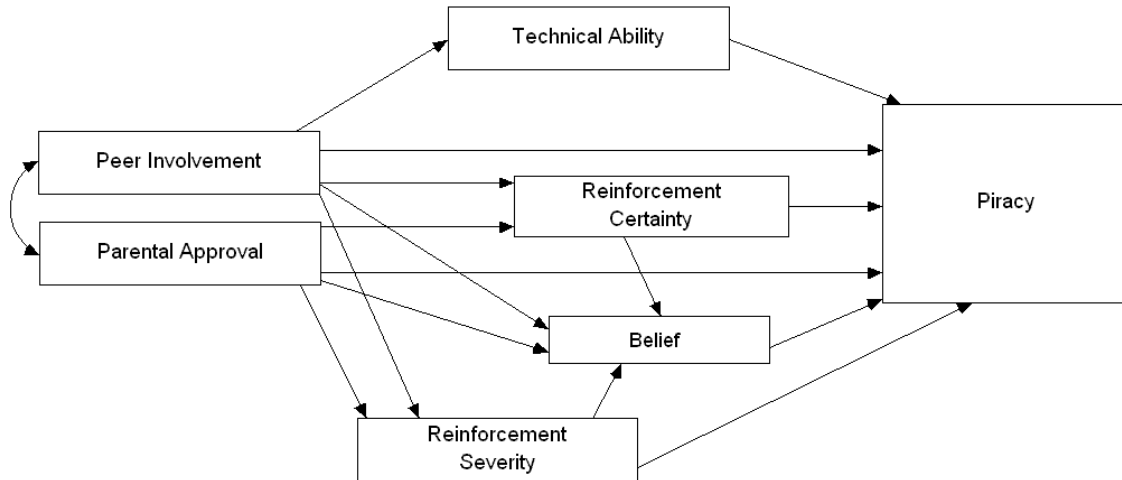 Technical Ability
Peer Involvement
Reinforcement
Certainty
Piracy
Parental Approval
Belief
Reinforcement
Severity